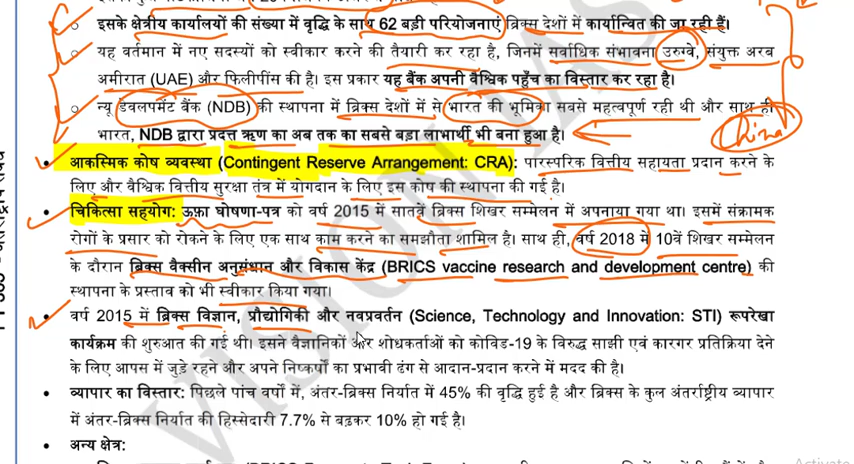 इसके क्षेत्रीय कार्यालयों की संख्या में वृद्धि के साथ 62 बड़ी परियोजनाएं ब्रिक्स देशों में कार्यान्वित की जा रही हैं।
यह वर्तमान में नए सदस्यों को स्वीकार करने की तैयारी कर रहा है, जिनमें सर्वाधिक संभावना उरुग्वे, संयुक्त अरब
अमीरात (UAE) और फिलीपींस की है। इस प्रकार यह बैंक अपनी वैश्विक पहुँच का विस्तार कर रहा है।
न्यू डेवलपमेंट बैंक (NDB) की स्थापना में ब्रिक्स देशों में से भारत की भूमिका सबसे महत्वपूर्ण रही थी और साथ ही
भारत, NDB द्वारा प्रदत्त ऋण का अब तक का सबसे बड़ा लाभार्थी भी बना हुआ है।
China
आकस्मिक कोष व्यवस्था (Contingent Reserve Arrangement: CRA): पारस्परिक वित्तीय सहायता प्रदान करने के
लिए और वैश्विक वित्तीय सुरक्षा तंत्र में योगदान के लिए इस कोष की स्थापना की गई है।
चिकित्सा सहयोग: ऊफ़ा घोषणा-पत्र को वर्ष 2015 में सातवें ब्रिक्स शिखर सम्मेलन में अपनाया गया था। इसमें संक्रामक
रोगों के प्रसार को रोकने के लिए एक साथ काम करने का समझौता शामिल है। साथ ही, वर्ष 2018 में 10वें शिखर सम्मेलन
के दौरान ब्रिक्स वैक्सीन अनुसंधान और विकास केंद्र (BRICS vaccine research and development centre) की
स्थापना के प्रस्ताव को भी स्वीकार किया गया।
वर्ष 2015 में ब्रिक्स विज्ञान, प्रौद्योगिकी और नवप्रवर्तन (Science, Technology and Innovation: STI) रूपरेखा
कार्यक्रम की शुरुआत की गई थी। इसने वैज्ञानिकों और शोधकर्ताओं को कोविड-19 के विरुद्ध साझी एवं कारगर प्रतिक्रिया देने
के लिए आपस में जुड़े रहने और अपने निष्कर्षों का प्रभावी ढंग से आदान-प्रदान करने में मदद की है।
व्यापार का विस्तार: पिछले पांच वर्षों में, अंतर-ब्रिक्स निर्यात में 45% की वृद्धि हुई है और ब्रिक्स के कुल अंतर्राष्ट्रीय व्यापार
में अंतर-ब्रिक्स निर्यात की हिस्सेदारी 7.7% से बढ़कर 10% हो गई है।
अन्य क्षेत्र:
VISION IAS